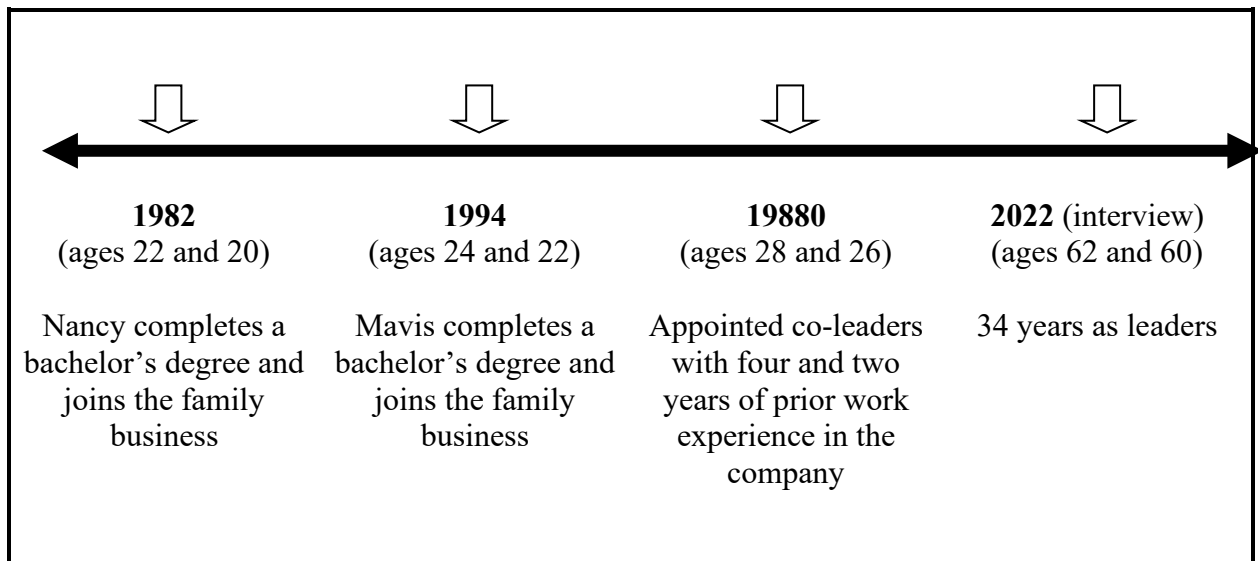 1982
(ages 22 and 20)
Nancy completes a
bachelor’s degree and
joins the family
business
1994
(ages 24 and 22)
Mavis completes a
bachelor’s degree and
joins the family
business
19880
(ages 28 and 26)
Appointed co-leaders
with four and two
years of prior work
experience in the
company
2022 (interview)
(ages 62 and 60)
34 years as leaders